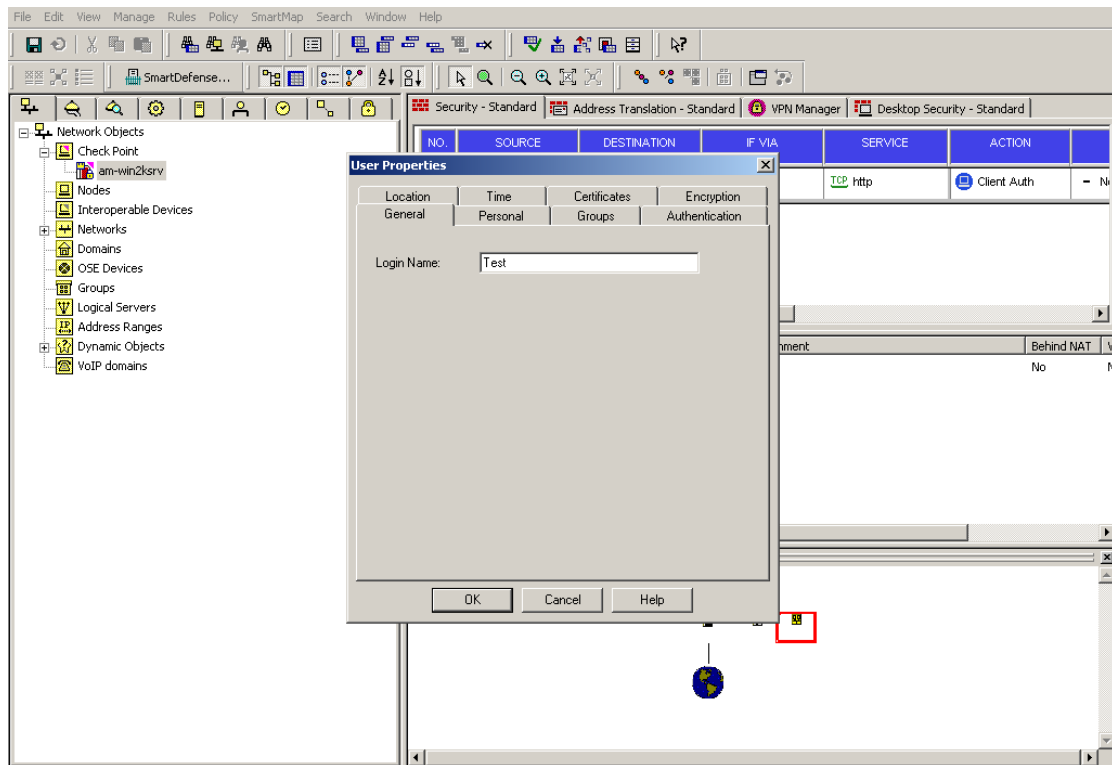 File Edit View Manage Rules Policy SmartMap Search Window Help
SmartDefense...
Security - Standard Address Translation - Standard VPN Manager Desktop Security - Standard
Network Objects
Check Point
am-win2ksrv
Nodes
Interoperable Devices
Networks
Domains
OSE Devices
Groups
Logical Servers
Address Ranges
Dynamic Objects
VoIP domains
NO. SOURCE DESTINATION IF VIA SERVICE ACTION
TCP http Client Auth
User Properties
Location Time Certificates Encryption
General Personal Groups Authentication
Login Name: Test
OK Cancel Help
Behind NAT
No